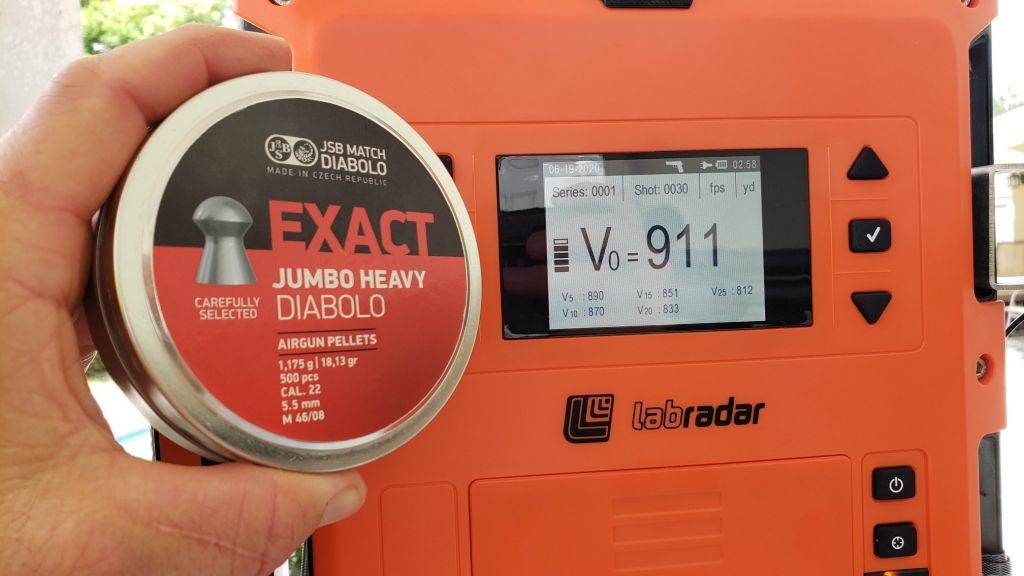 JSB
JSB MATCH
DIABOLO
MADE IN CZECH REPUBLIC
EXACT
JUMBO HEAVY
DIABOLO
CAREFULLY
SELECTED
AIRGUN PELLETS
1,175 g | 18,13 gr
500 pcs
CAL. 22
5.5 mm
M 46/08
06-19-2020 02:58
Series: 0001 Shot: 0030 fps yd
V0 = 911
V5 : 890 V15 : 851 V25 : 812
V10 : 870 V20 : 833
labradar